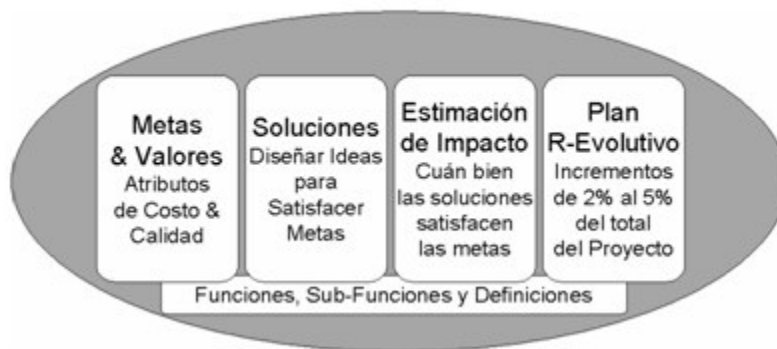 Metas
& Valores
Atributos
de Costo &
Calidad
Soluciones
Diseñar Ideas
para
Satisfacer
Metas
Estimación
de Impacto
Cuán bien
las soluciones
satisfacen
las metas
Plan
R-Evolutivo
Incrementos
de 2% al 5%
del total
del Proyecto
Funciones, Sub-Funciones y Definiciones